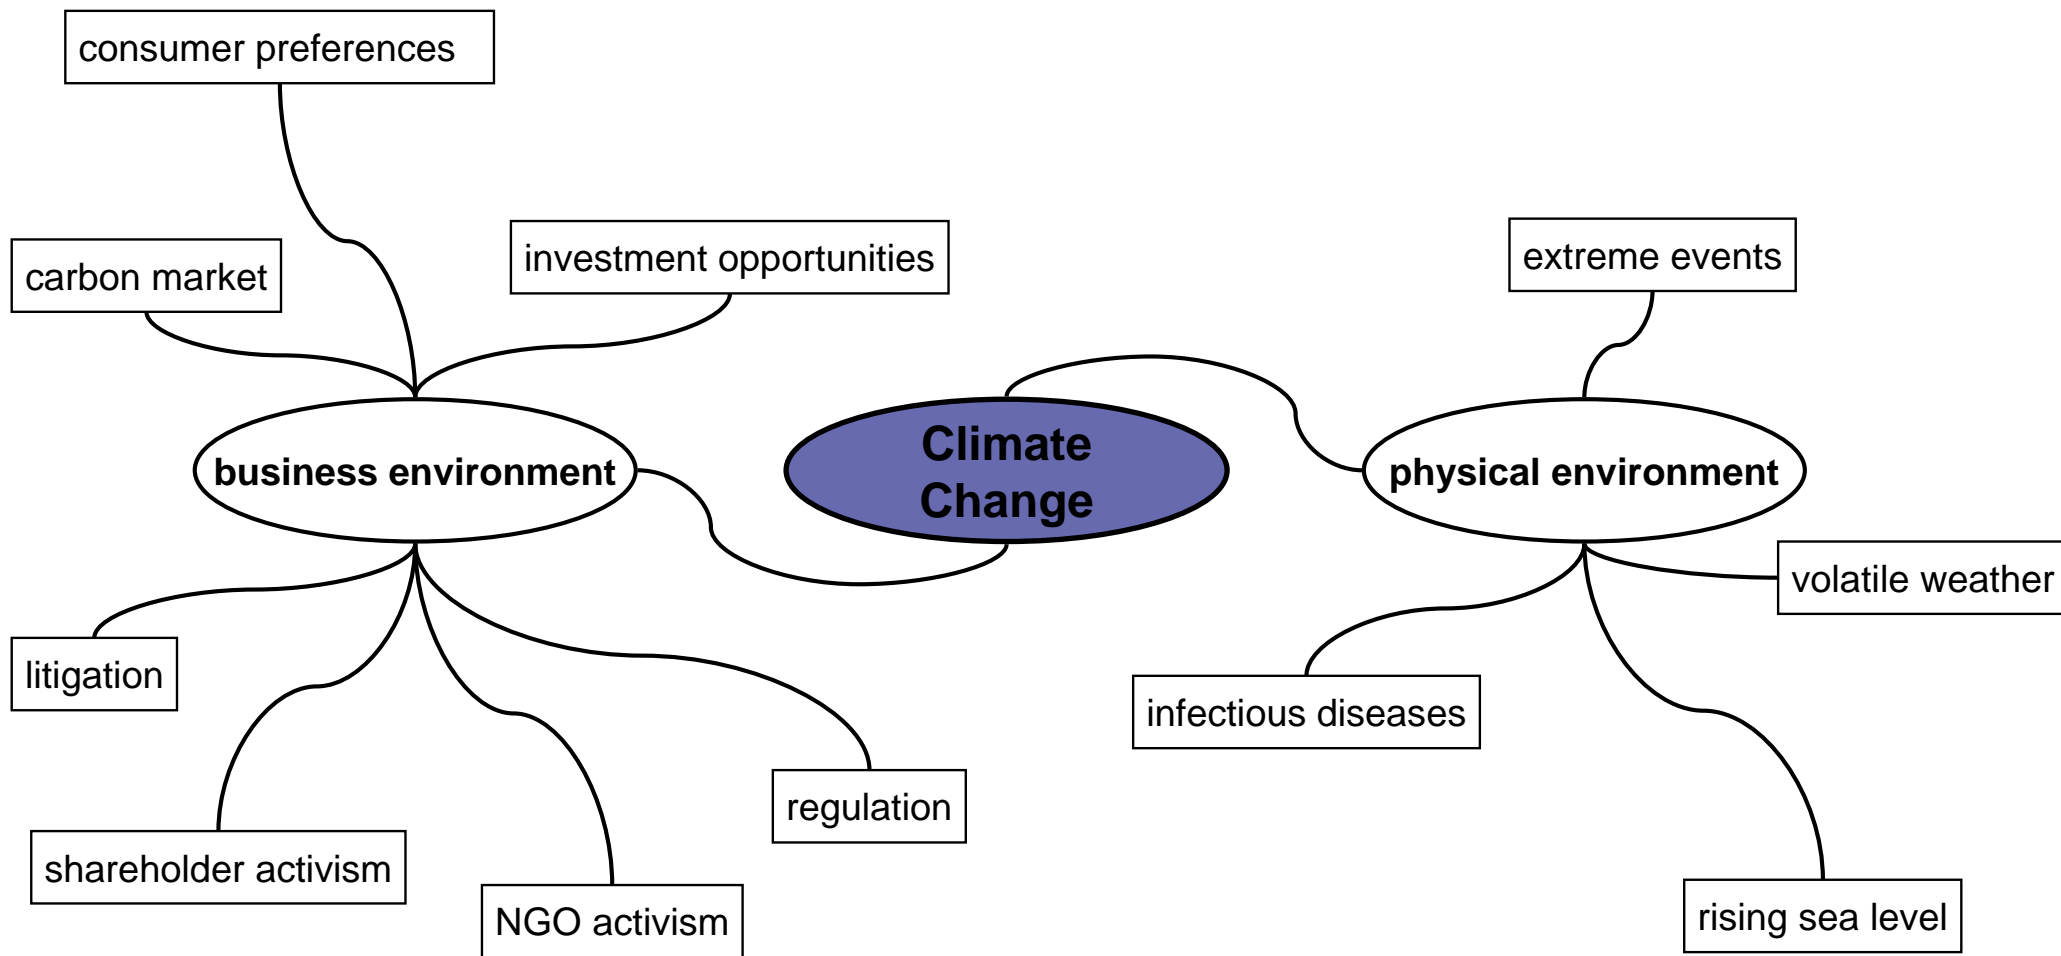 consumer preferences
carbon market
investment opportunities
extreme events
business environment
Climate
Change
physical environment
volatile weather
litigation
infectious diseases
regulation
shareholder activism
NGO activism
rising sea level